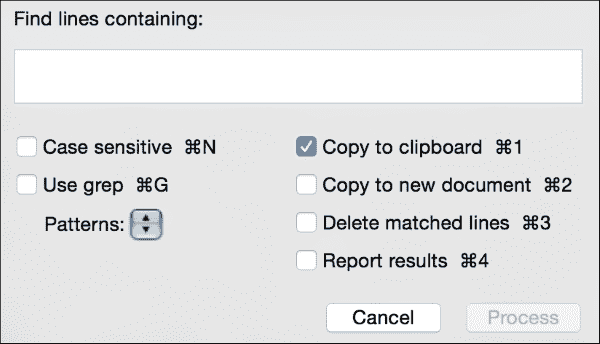 Find lines containing:
Case sensitive ⌘N
Use grep ⌘G
Patterns:
Copy to clipboard ⌘1
Copy to new document ⌘2
Delete matched lines ⌘3
Report results ⌘4
Cancel
Process